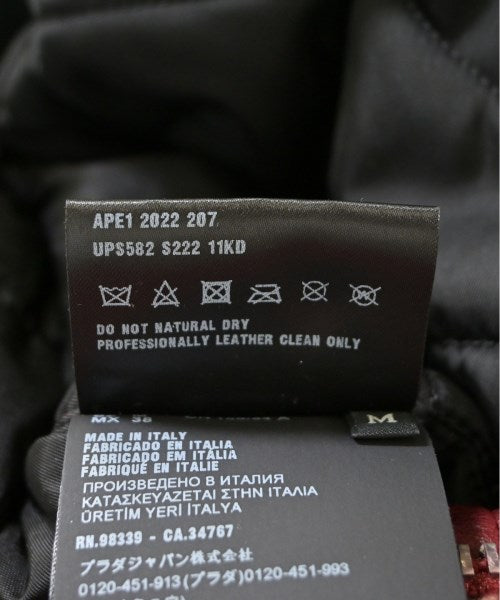 APE1 2022 207
UPS582 S222 11KD
DO NOT NATURAL DRY
PROFESSIONALLY LEATHER CLEAN ONLY
MX 38
M
MADE IN ITALY
FABRICADO EN ITALIA
FABRICADO EM ITÁLIA
FABRIQUÉ EN ITALIE
ПРОИЗВЕДЕНО В ИТАЛИЯ
ΚΑΤΑΣΚΕΥΑΖΕΤΑΙ ΣΤΗΝ ΙΤΑΛΙΑ
ÜRETİM YERİ İTALYA
RN.98339 - CA.34767
プラダジャパン株式会社
0120-451-913(プラダ)0120-451-993